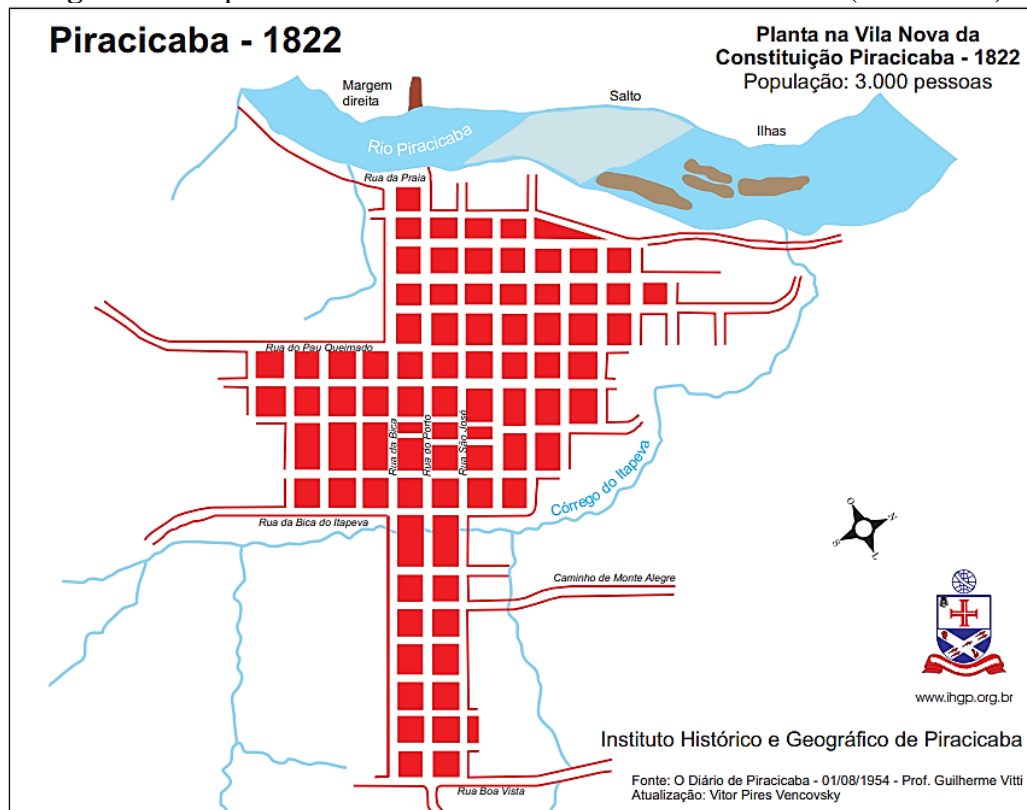 Piracicaba - 1822
Planta na Vila Nova da
Constituição Piracicaba - 1822
População: 3.000 pessoas
Margem
direita
Salto
Ilhas
Rio Piracicaba
Rua da Praia
Rua do Pau Queimado
Rua da Bica
Rua do Porto
Rua São José
Córrego do Itapeva
Rua da Bica do Itapeva
O
N
S
L
Caminho de Monte Alegre
www.ihgp.org.br
Instituto Histórico e Geográfico de Piracicaba
Rua Boa Vista
Fonte: O Diário de Piracicaba - 01/08/1954 - Prof. Guilherme Vitti
Atualização: Vitor Pires Vencovsky